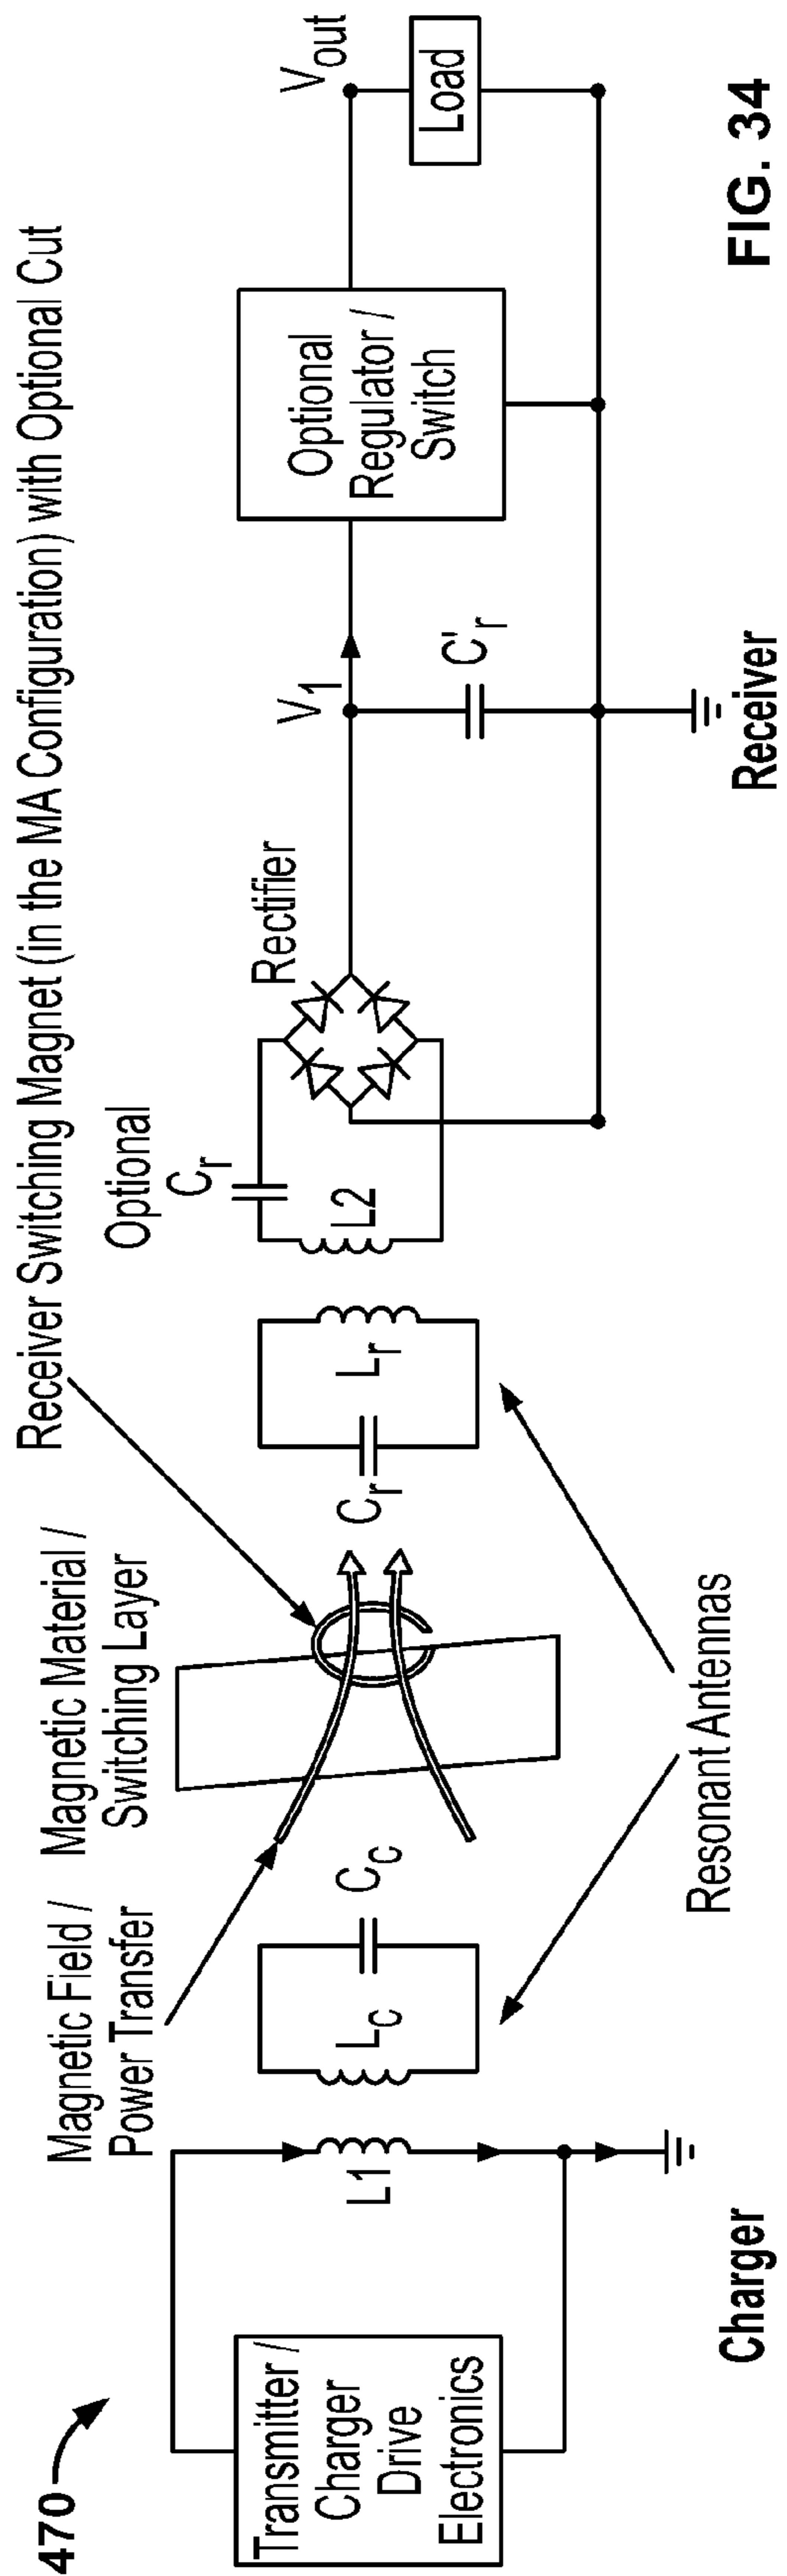 470
Receiver Switching Magnet (in the MA Configuration) with Optional Cut
Magnetic Field /
Power Transfer
Magnetic Material /
Switching Layer
Optional
Cr
Rectifier
V1
Vout
Transmitter /
Charger
Drive
Electronics
L1
Lc
Cc
Cr
Lr
L2
C'r
Optional
Regulator /
Switch
Load
Resonant Antennas
Charger
Receiver
FIG. 34